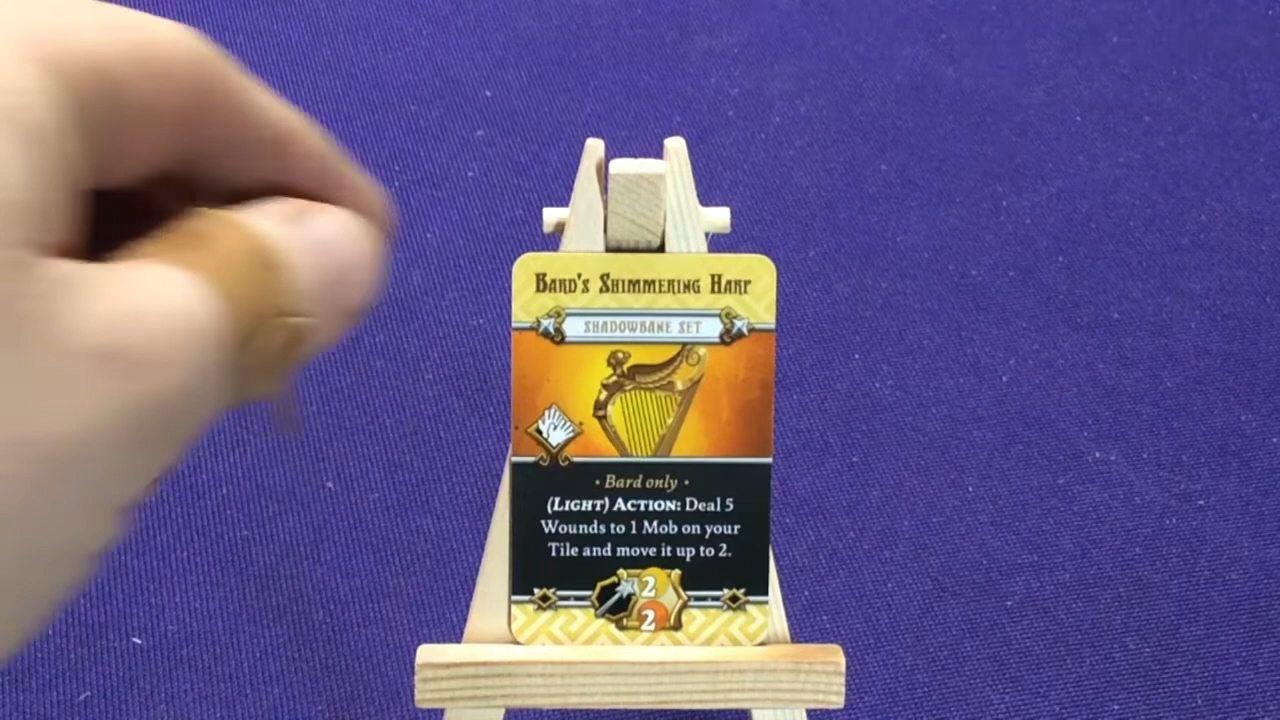 Bard's Shimmering Harp
SHADOWBANE SET
• Bard only •
(LIGHT) ACTION: Deal 5
Wounds to 1 Mob on your
Tile and move it up to 2.
2
2